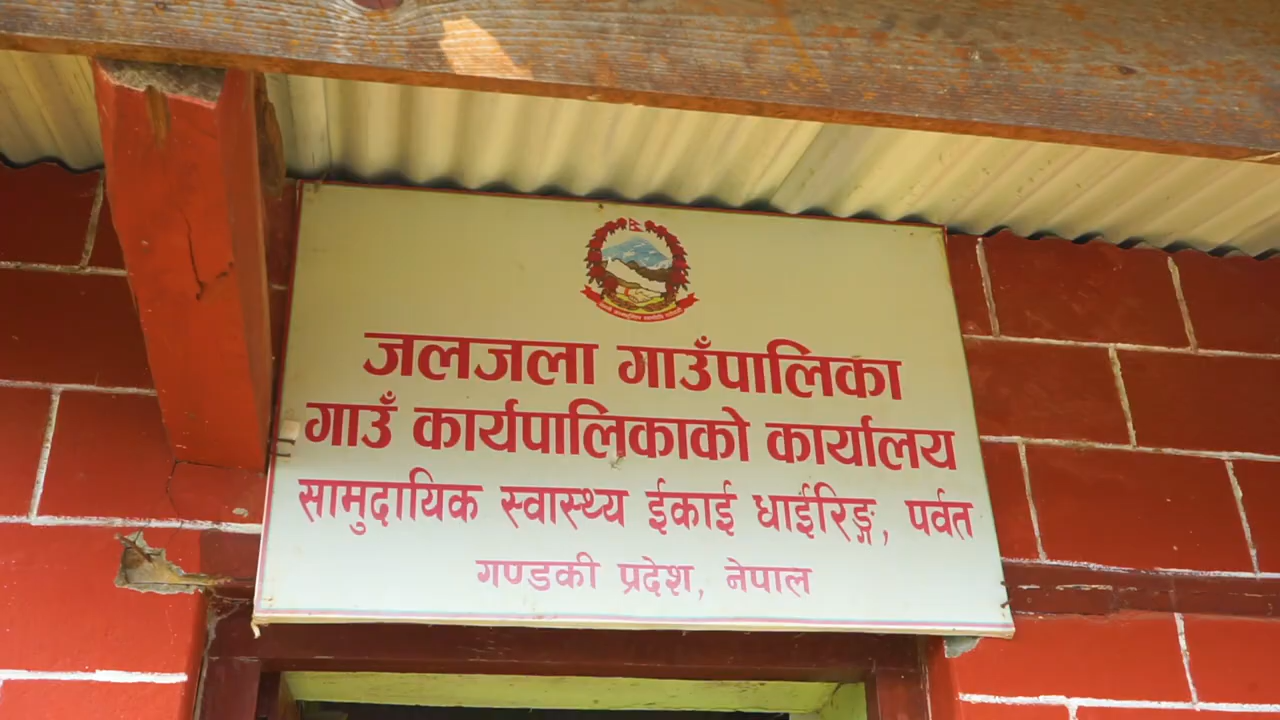 जलजला गाउँपालिका
गाउँ कार्यपालिकाको कार्यालय
सामुदायिक स्वास्थ्य ईकाई धाईरिङ्ग, पर्वत
गण्डकी प्रदेश, नेपाल